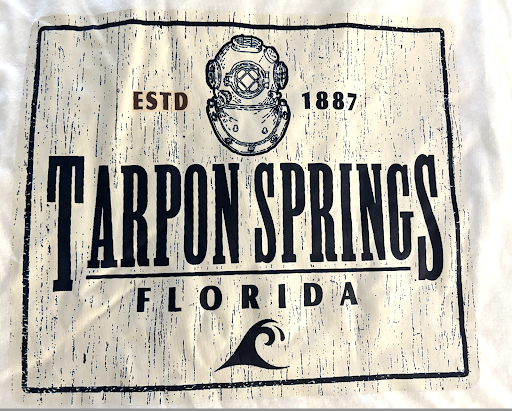 ESTD 1887
TARPON SPRINGS
FLORIDA